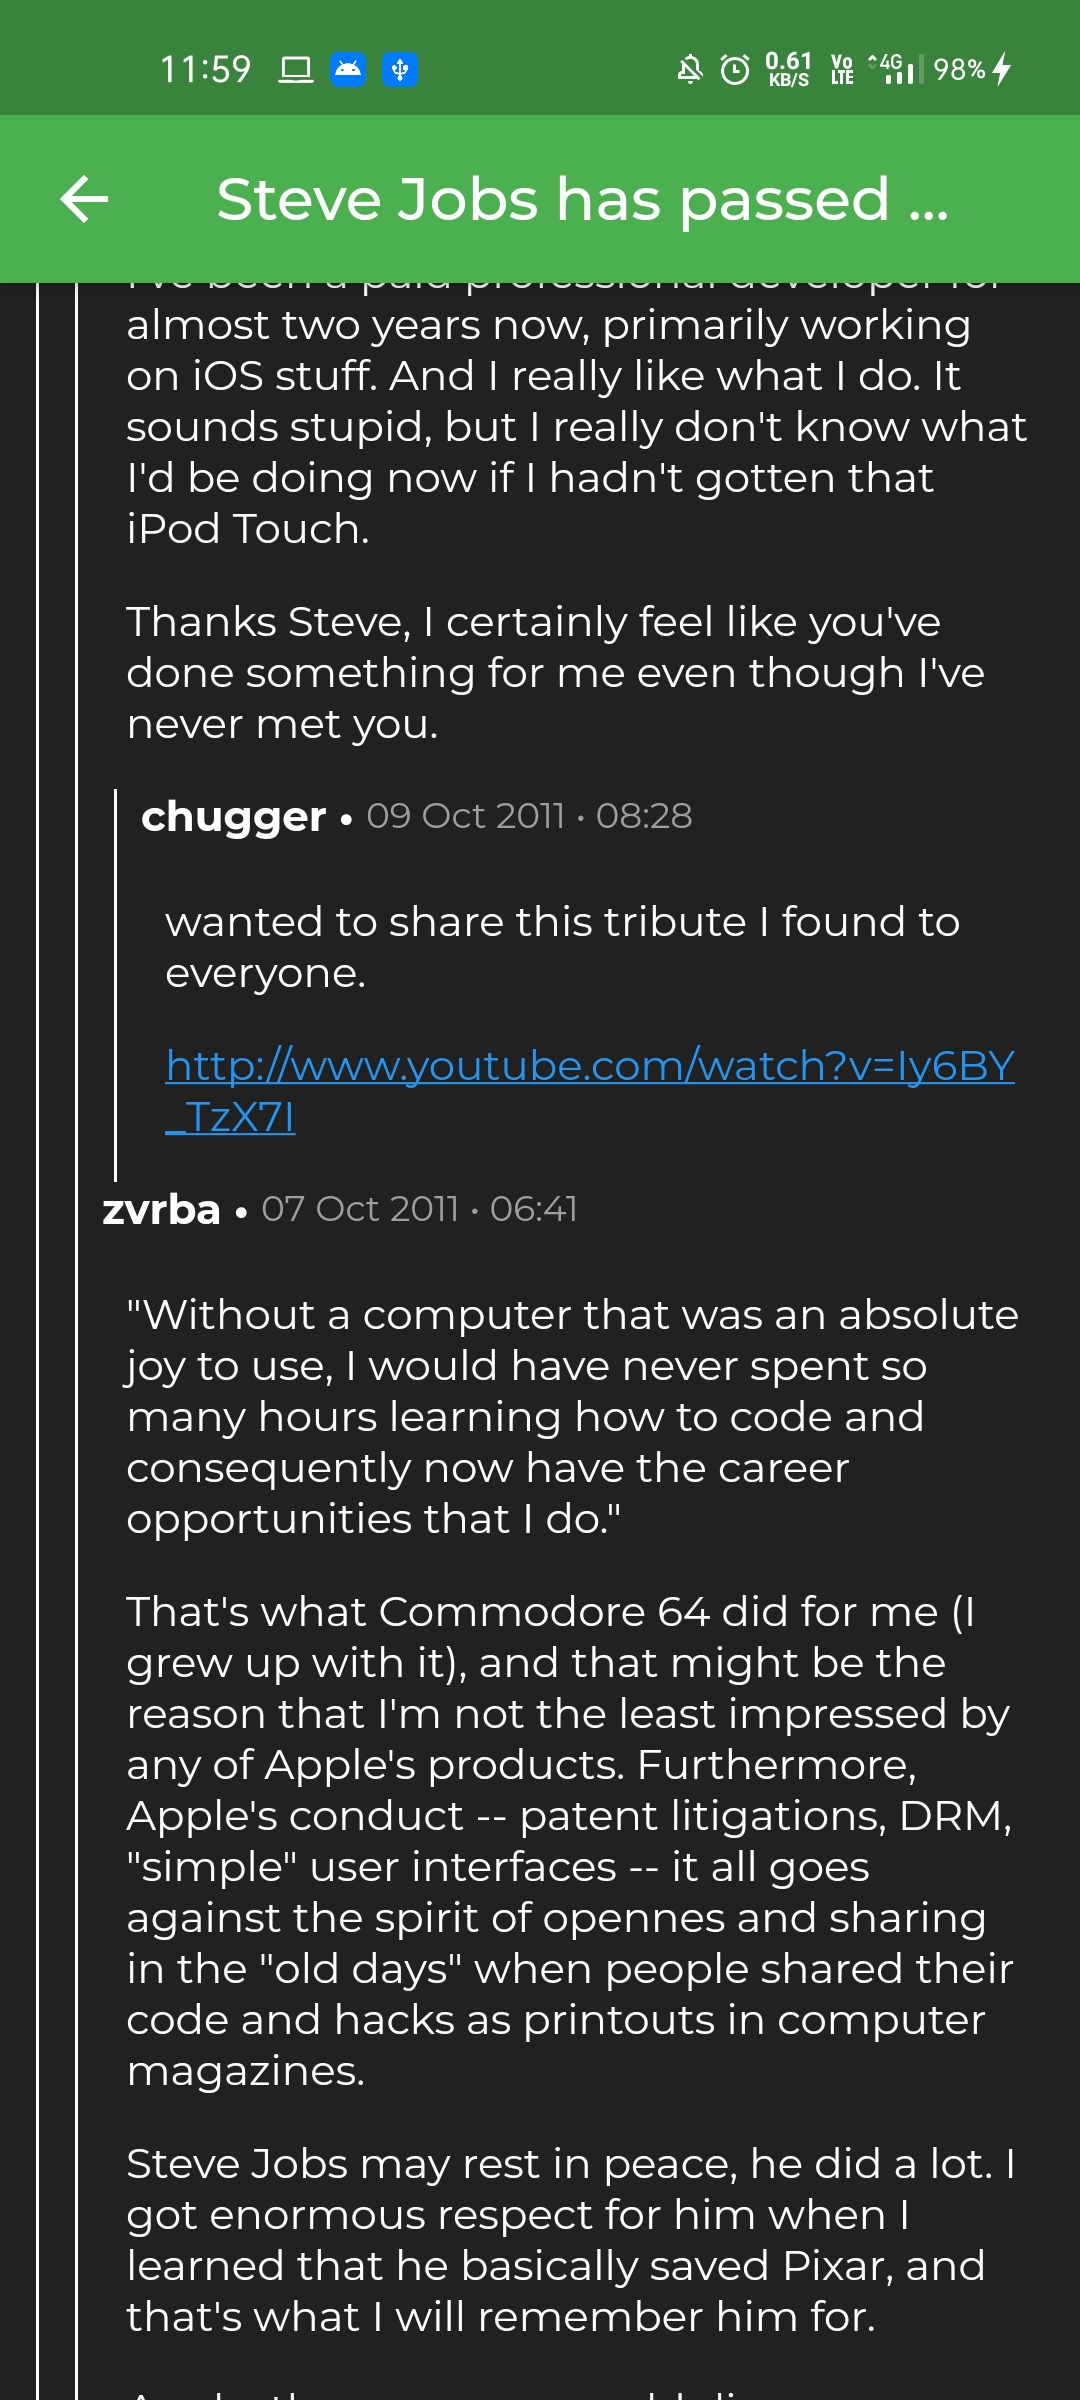 11:59 0.61 KB/S Vo LTE 4G 98%
Steve Jobs has passed ...
I've been a paid professional developer for
almost two years now, primarily working
on iOS stuff. And I really like what I do. It
sounds stupid, but I really don't know what
I'd be doing now if I hadn't gotten that
iPod Touch.
Thanks Steve, I certainly feel like you've
done something for me even though I've
never met you.
chugger • 09 Oct 2011 • 08:28
wanted to share this tribute I found to
everyone.
http://www.youtube.com/watch?v=Iy6BY
_TzX7I
zvrba • 07 Oct 2011 • 06:41
"Without a computer that was an absolute
joy to use, I would have never spent so
many hours learning how to code and
consequently now have the career
opportunities that I do."
That's what Commodore 64 did for me (I
grew up with it), and that might be the
reason that I'm not the least impressed by
any of Apple's products. Furthermore,
Apple's conduct -- patent litigations, DRM,
"simple" user interfaces -- it all goes
against the spirit of opennes and sharing
in the "old days" when people shared their
code and hacks as printouts in computer
magazines.
Steve Jobs may rest in peace, he did a lot. I
got enormous respect for him when I
learned that he basically saved Pixar, and
that's what I will remember him for.